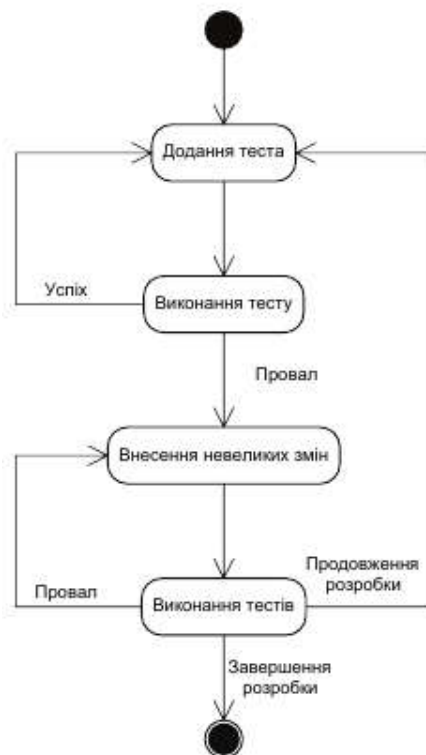 Додання теста
Успіх
Виконання тесту
Провал
Внесення невеликих змін
Продовження
розробки
Провал
Виконання тестів
Завершення
розробки